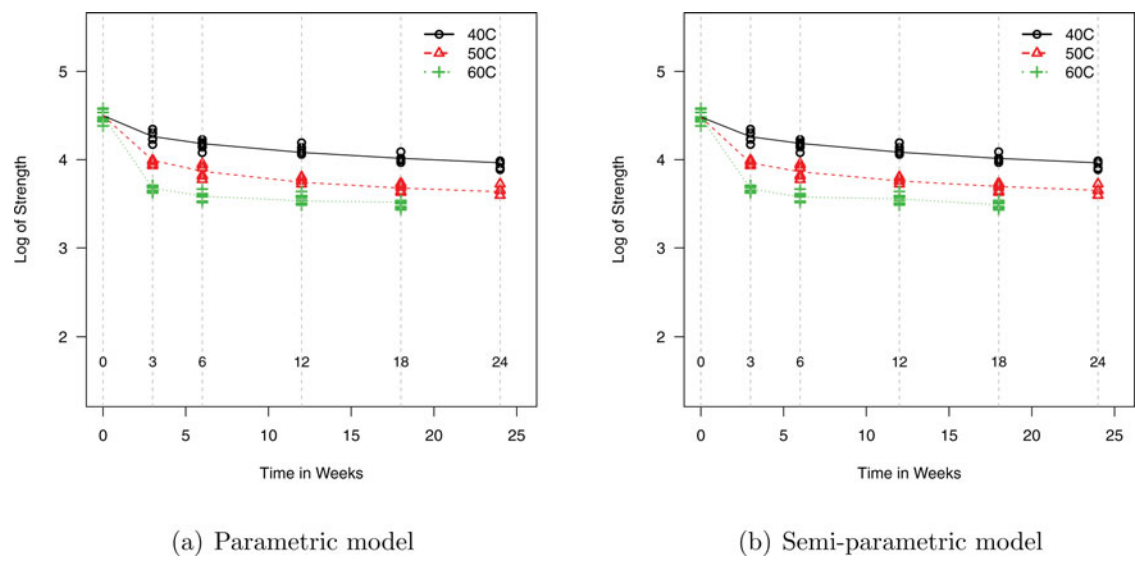 40C
50C
60C
5
4
3
2
Log of Strength
0 3 6 12 18 24
0 5 10 15 20 25
Time in Weeks
(a) Parametric model
40C
50C
60C
5
4
3
2
Log of Strength
0 3 6 12 18 24
0 5 10 15 20 25
Time in Weeks
(b) Semi-parametric model